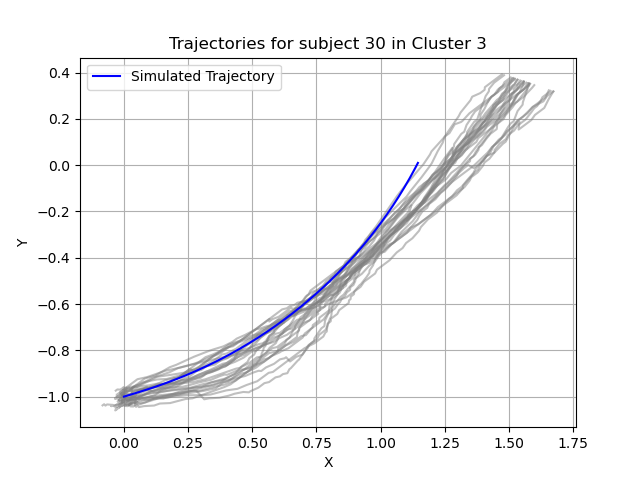 Trajectories for subject 30 in Cluster 3
Simulated Trajectory
0.4
0.2
0.0
−0.2
−0.4
−0.6
−0.8
−1.0
Y
0.00 0.25 0.50 0.75 1.00 1.25 1.50 1.75
X